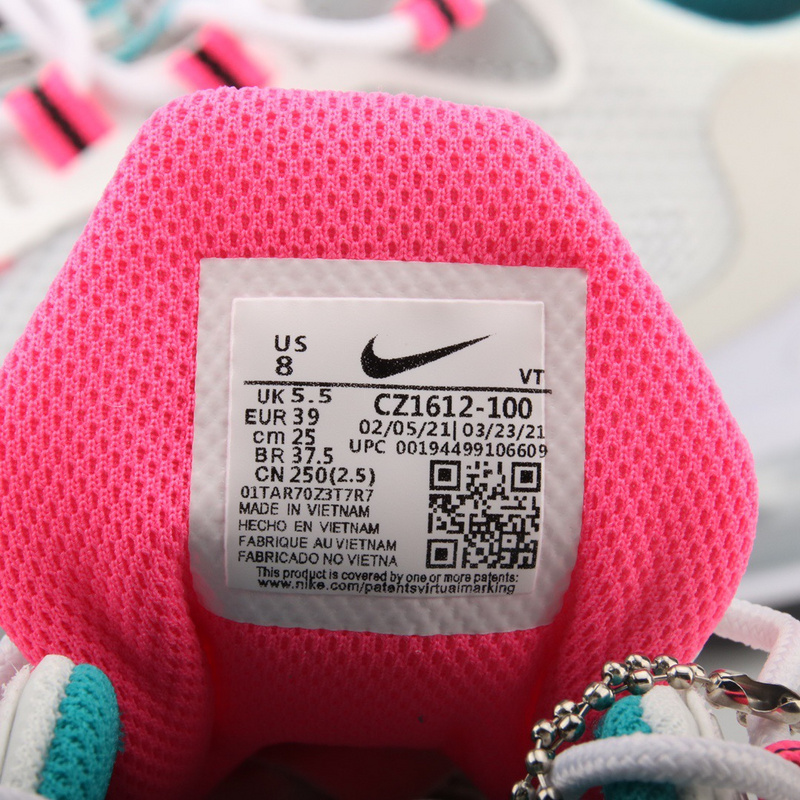 US
8
VT
UK 5.5
EUR 39
cm 25
BR 37.5
CN 250(2.5)
CZ1612-100
02/05/21| 03/23/21
UPC 00194499106609
01TAR70Z3T7R7
MADE IN VIETNAM
HECHO EN VIETNAM
FABRIQUE AU VIETNAM
FABRICADO NO VIETNA
This product is covered by one or more patents:
www.nike.com/patentsvirtualmarking